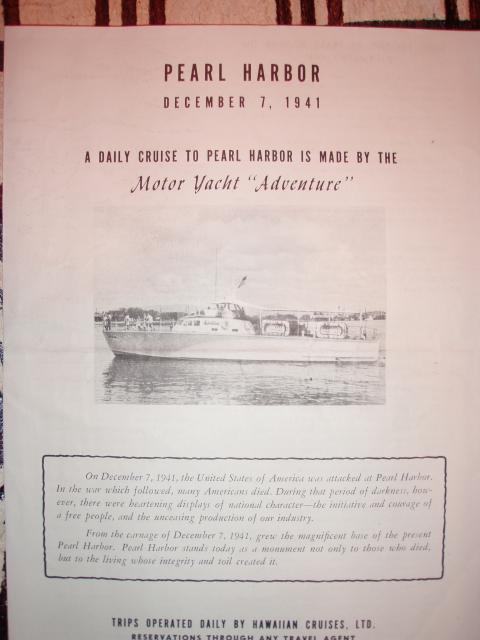 PEARL HARBOR
DECEMBER 7, 1941
A DAILY CRUISE TO PEARL HARBOR IS MADE BY THE
Motor Yacht "Adventure"
On December 7, 1941, the United States of America was attacked at Pearl Harbor.
In the war which followed, many Americans died. During that period of darkness, how-
ever, there were heartening displays of national character—the initiative and courage of
a free people, and the unceasing production of our industry.
From the carnage of December 7, 1941, grew the magnificent base of the present
Pearl Harbor. Pearl Harbor stands today as a monument not only to those who died,
but to the living whose integrity and toil created it.
TRIPS OPERATED DAILY BY HAWAIIAN CRUISES, LTD.
RESERVATIONS THROUGH ANY TRAVEL AGENT